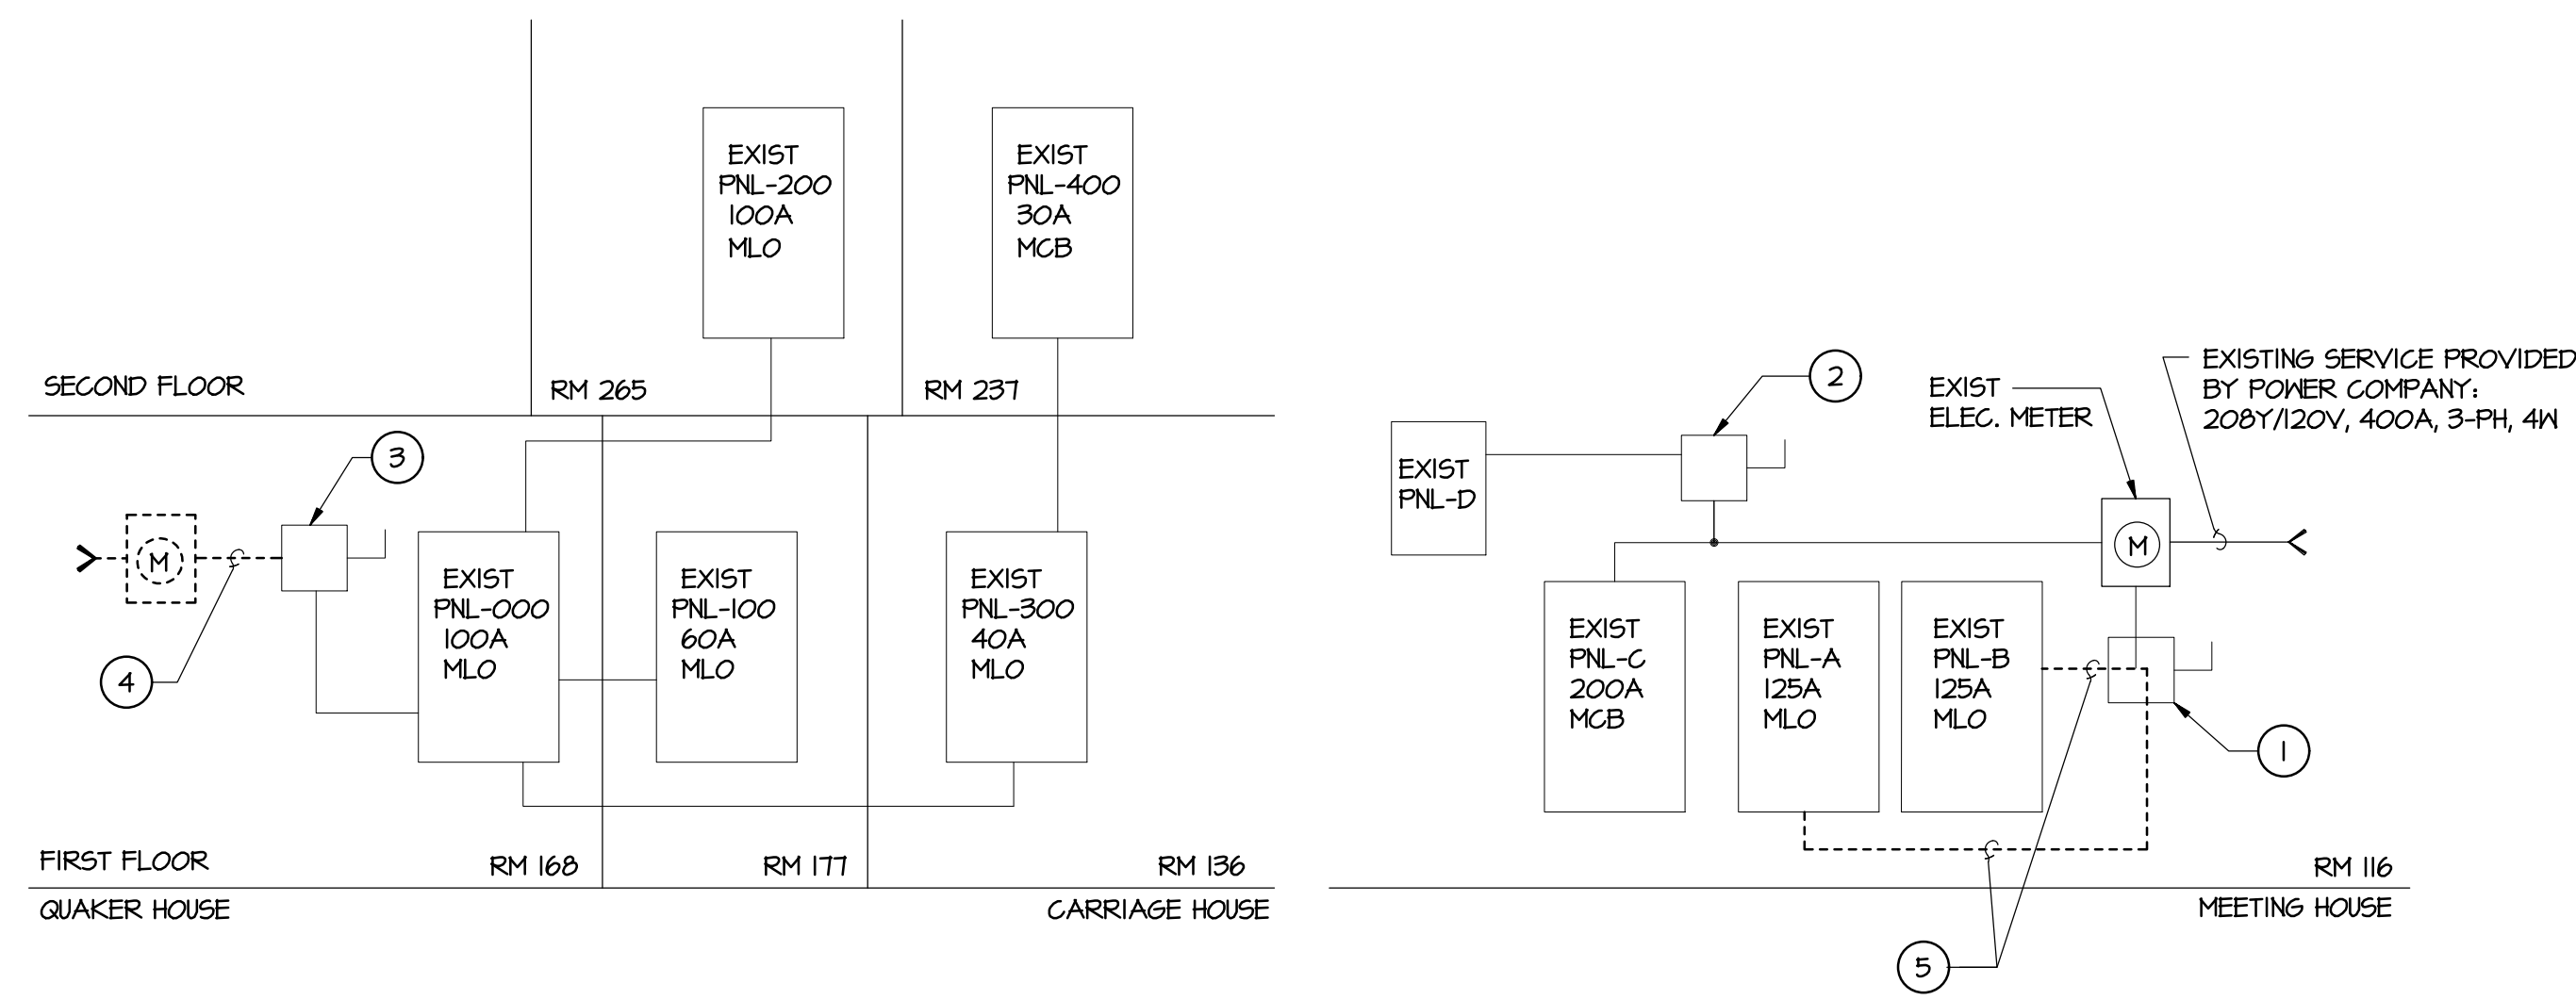 EXIST
PNL-200
100A
MLO
EXIST
PNL-400
30A
MCB
SECOND FLOOR
RM 265
RM 237
3
M
4
EXIST
PNL-000
100A
MLO
EXIST
PNL-100
60A
MLO
EXIST
PNL-300
40A
MLO
FIRST FLOOR
RM 168
RM 177
RM 136
QUAKER HOUSE
CARRIAGE HOUSE
2
EXIST
ELEC. METER
EXISTING SERVICE PROVIDED
BY POWER COMPANY:
208Y/120V, 400A, 3-PH, 4W
EXIST
PNL-D
M
EXIST
PNL-C
200A
MCB
EXIST
PNL-A
125A
MLO
EXIST
PNL-B
125A
MLO
1
RM 116
MEETING HOUSE
5